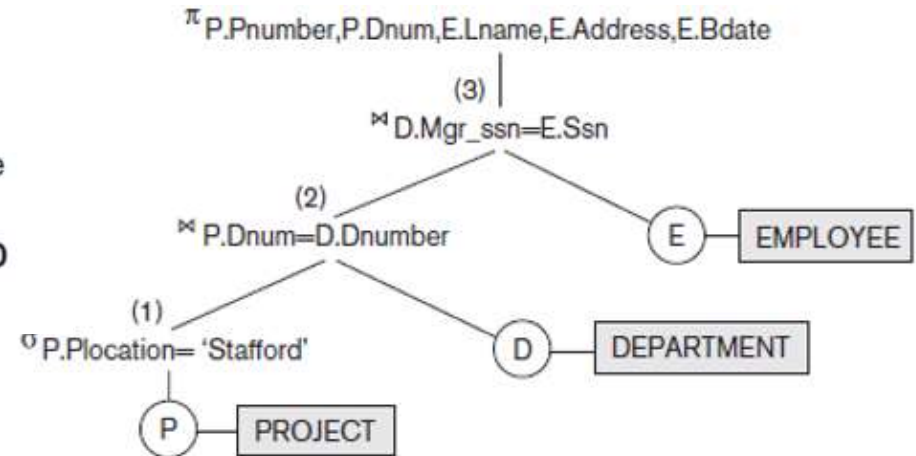 π P.Pnumber,P.Dnum,E.Lname,E.Address,E.Bdate
(3)
⋈ D.Mgr_ssn=E.Ssn
(2)
⋈ P.Dnum=D.Dnumber
E EMPLOYEE
(1)
σ P.Plocation= ‘Stafford’
D DEPARTMENT
P PROJECT